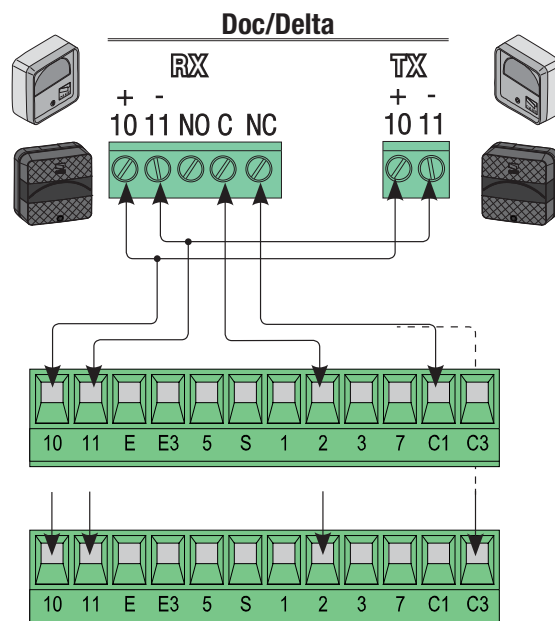 Doc/Delta
RX TX
+ - + -
10 11 NO C NC 10 11
10 11 E E3 5 S 1 2 3 7 C1 C3
10 11 E E3 5 S 1 2 3 7 C1 C3